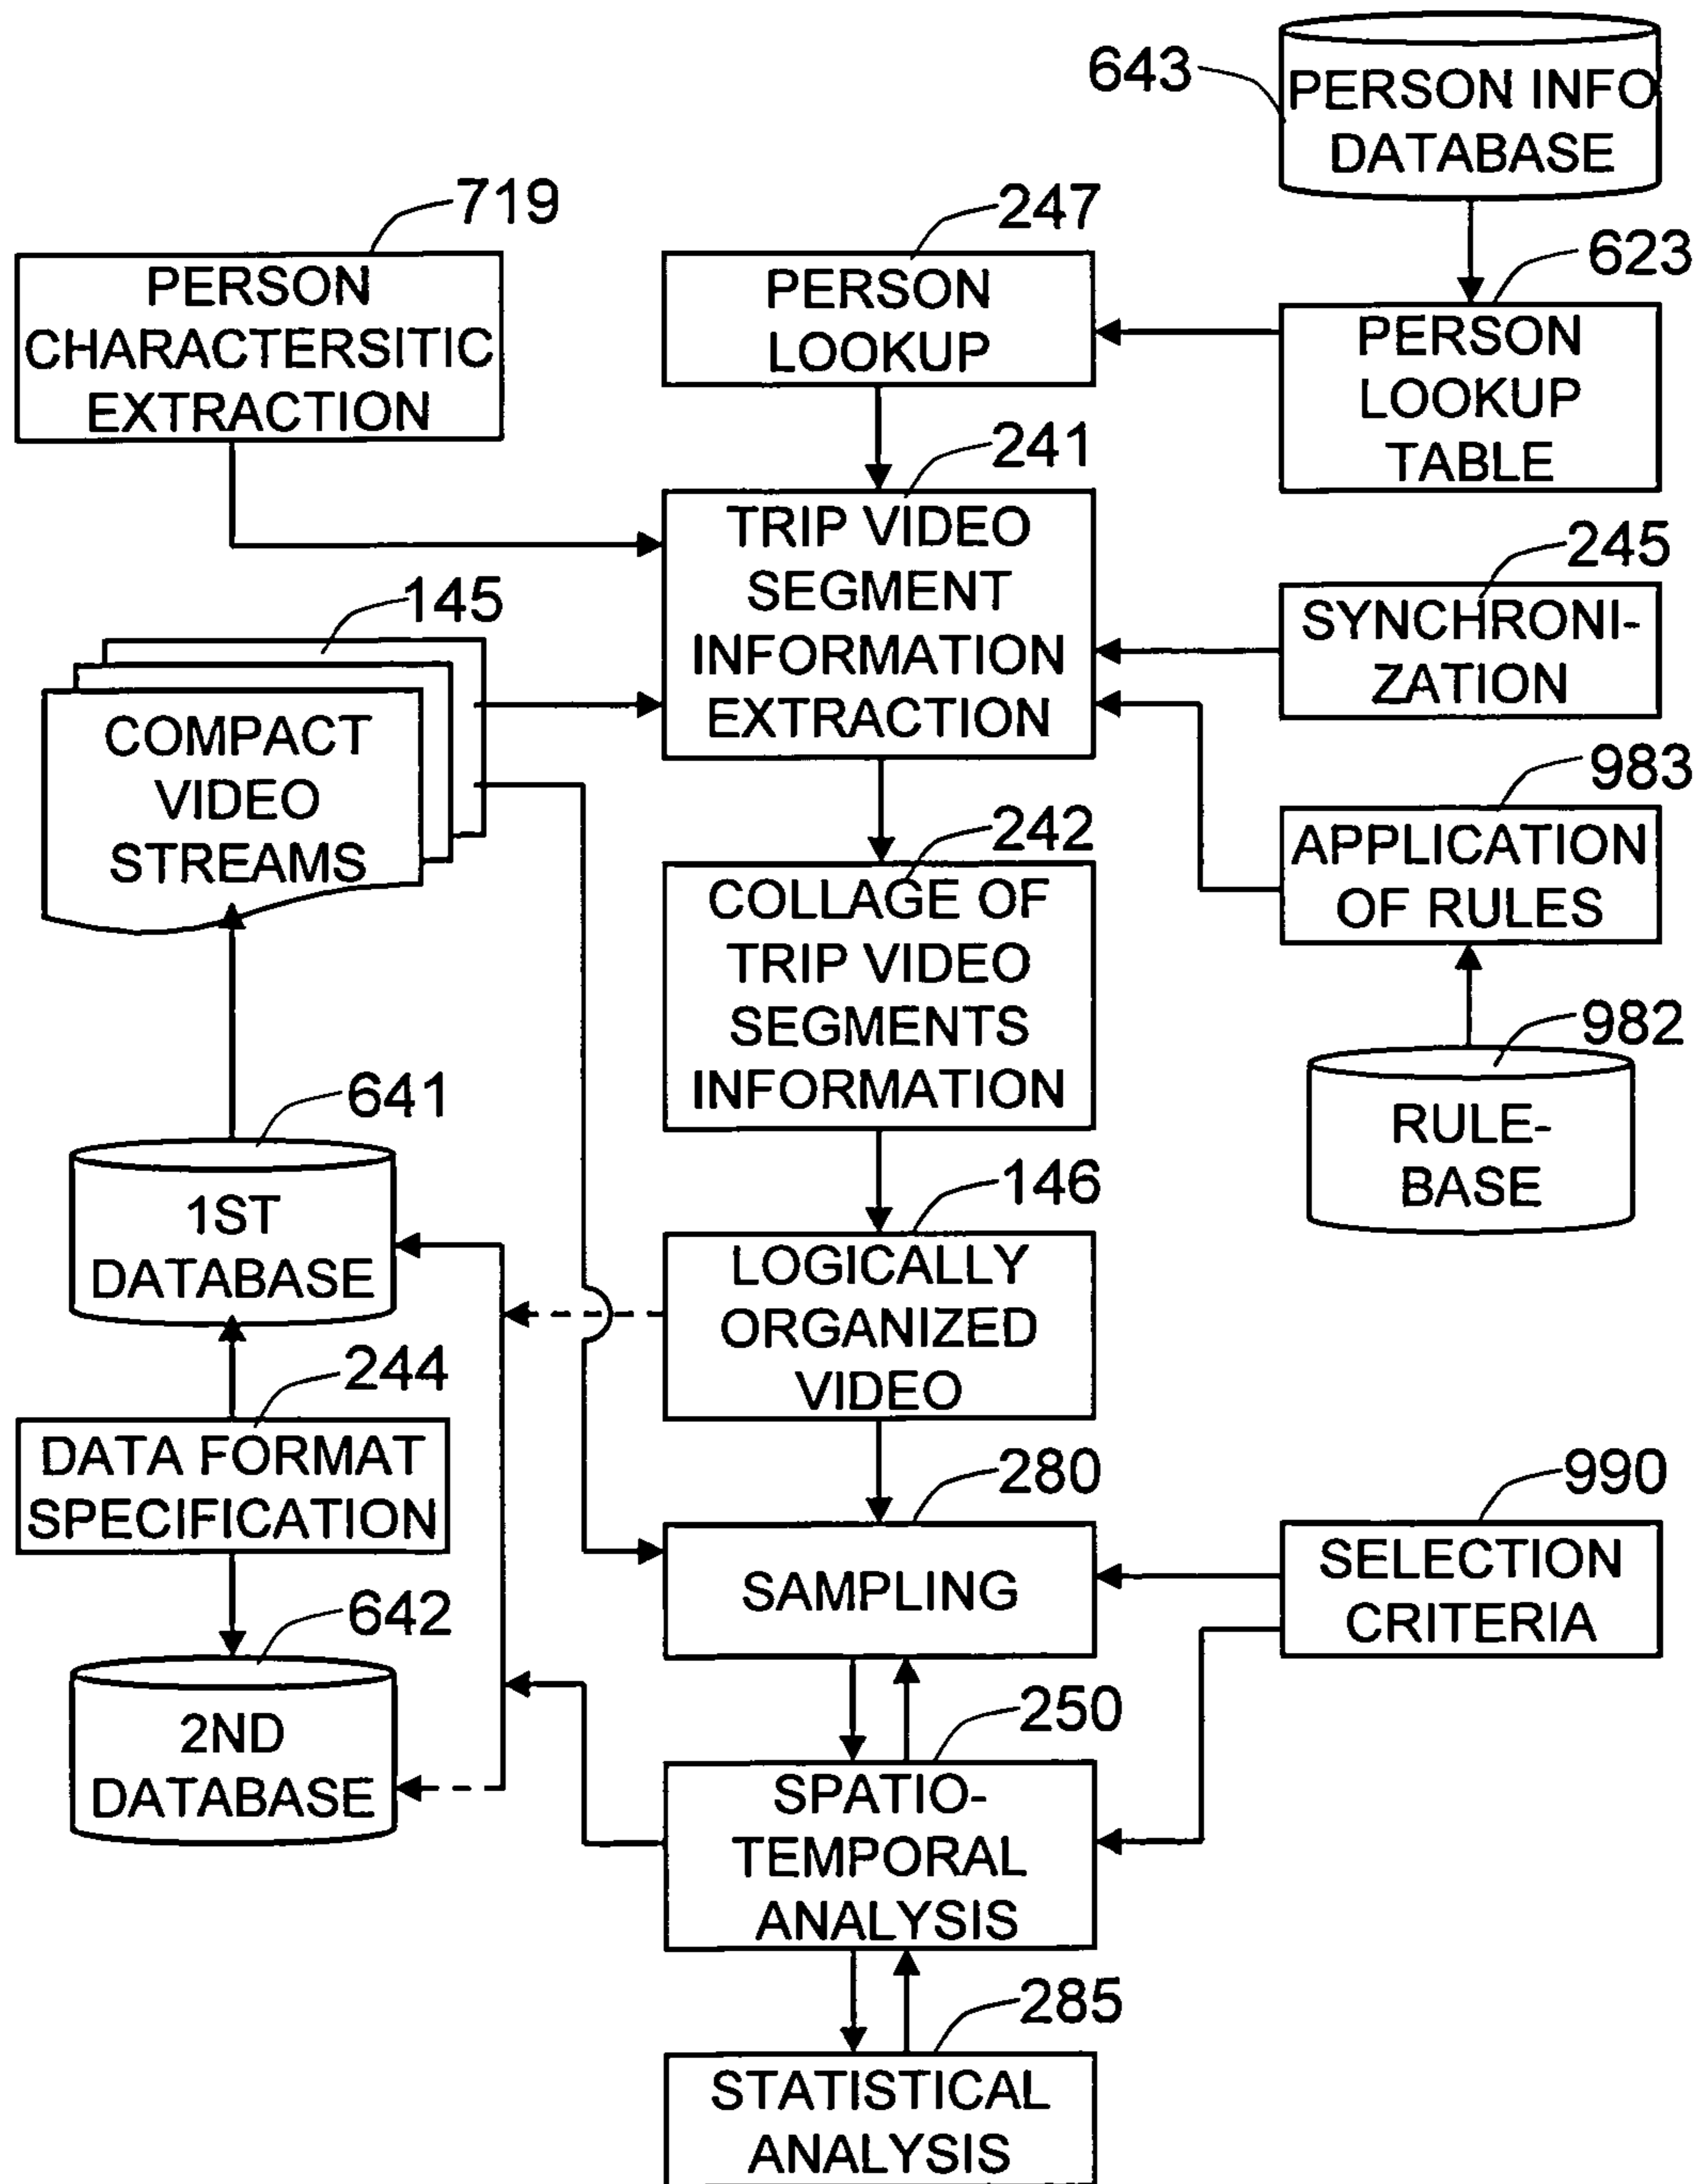 643
PERSON INFO
DATABASE
719
247
623
PERSON
CHARACTERSITIC
EXTRACTION
PERSON
LOOKUP
PERSON
LOOKUP
TABLE
241
TRIP VIDEO
SEGMENT
INFORMATION
EXTRACTION
245
SYNCHRONI-
ZATION
145
COMPACT
VIDEO
STREAMS
983
APPLICATION
OF RULES
242
COLLAGE OF
TRIP VIDEO
SEGMENTS
INFORMATION
982
RULE-
BASE
641
1ST
DATABASE
146
LOGICALLY
ORGANIZED
VIDEO
244
DATA FORMAT
SPECIFICATION
280
SAMPLING
990
SELECTION
CRITERIA
642
2ND
DATABASE
250
SPATIO-
TEMPORAL
ANALYSIS
285
STATISTICAL
ANALYSIS